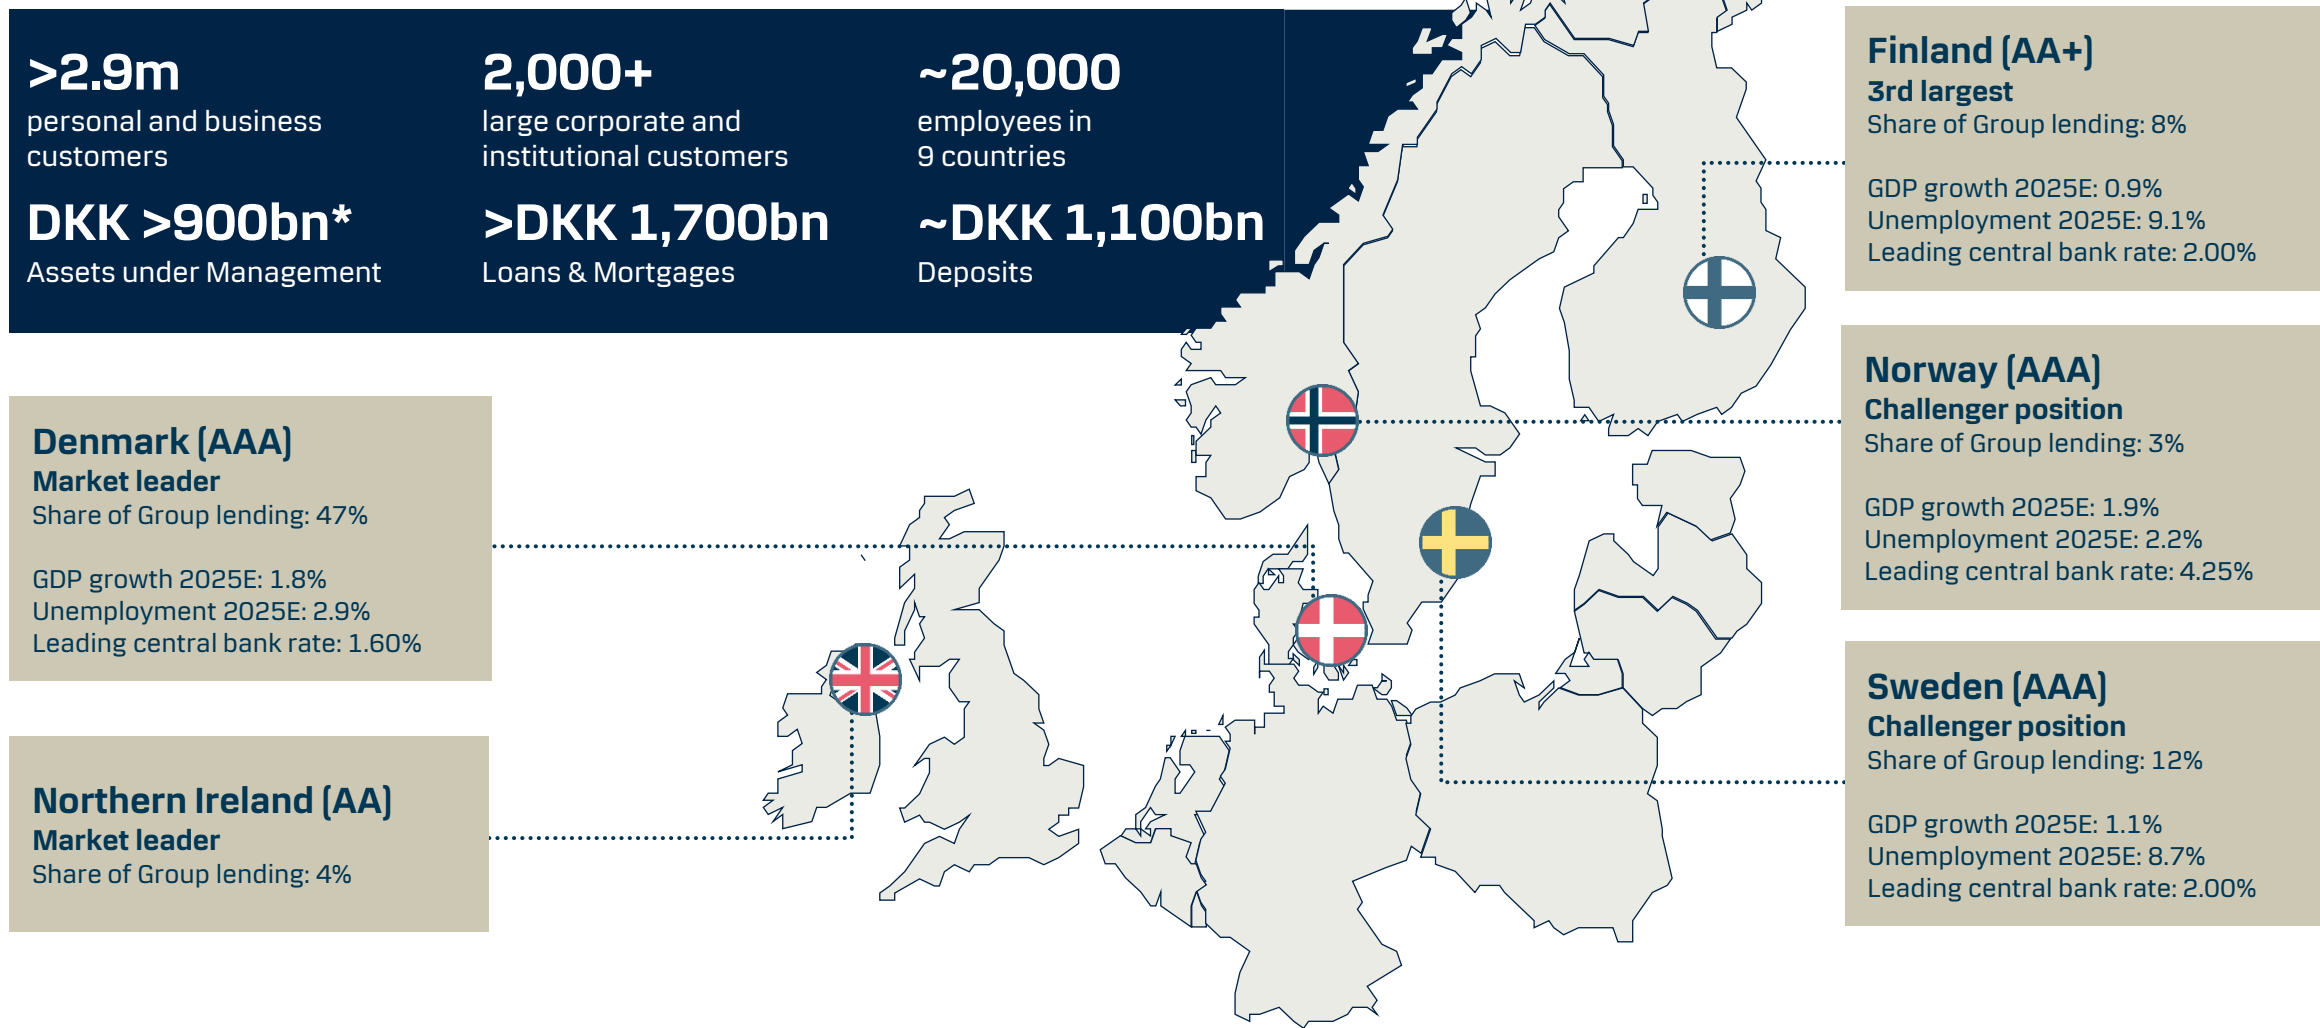 >2.9m
personal and business
customers
2,000+
large corporate and
institutional customers
~20,000
employees in
9 countries
DKK >900bn*
Assets under Management
>DKK 1,700bn
Loans & Mortgages
~DKK 1,100bn
Deposits
Finland (AA+)
3rd largest
Share of Group lending: 8%
GDP growth 2025E: 0.9%
Unemployment 2025E: 9.1%
Leading central bank rate: 2.00%
Norway (AAA)
Challenger position
Share of Group lending: 3%
GDP growth 2025E: 1.9%
Unemployment 2025E: 2.2%
Leading central bank rate: 4.25%
Denmark (AAA)
Market leader
Share of Group lending: 47%
GDP growth 2025E: 1.8%
Unemployment 2025E: 2.9%
Leading central bank rate: 1.60%
Sweden (AAA)
Challenger position
Share of Group lending: 12%
GDP growth 2025E: 1.1%
Unemployment 2025E: 8.7%
Leading central bank rate: 2.00%
Northern Ireland (AA)
Market leader
Share of Group lending: 4%